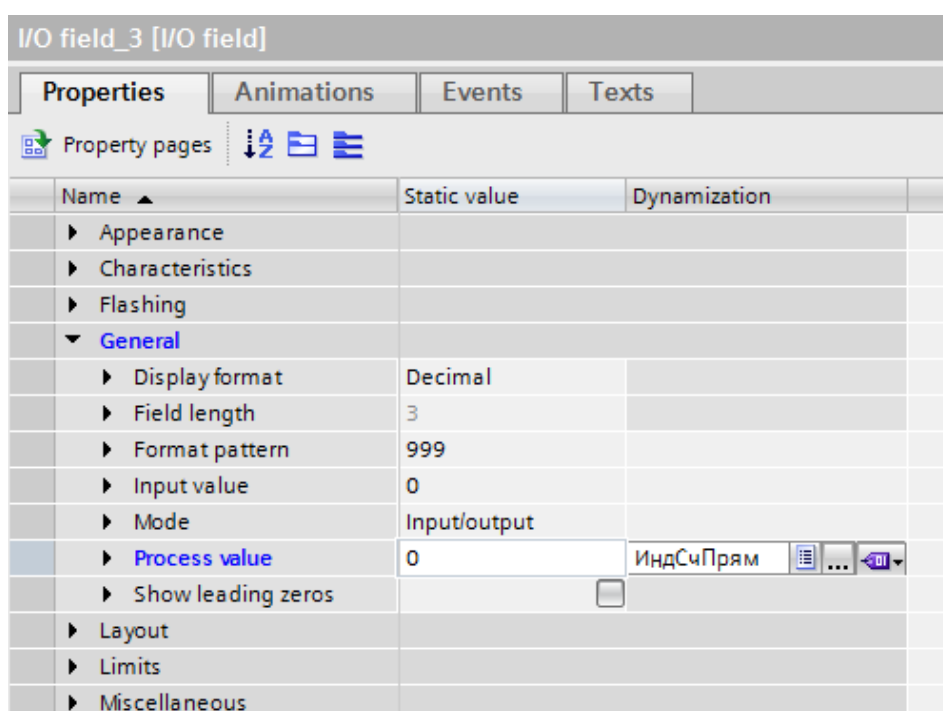 I/O field_3 [I/O field]
Properties Animations Events Texts
Property pages
Name Static value Dynamization
Appearance
Characteristics
Flashing
General
Display format Decimal
Field length 3
Format pattern 999
Input value 0
Mode Input/output
Process value 0 ИндСчПрям ...
Show leading zeros
Layout
Limits
Miscellaneous